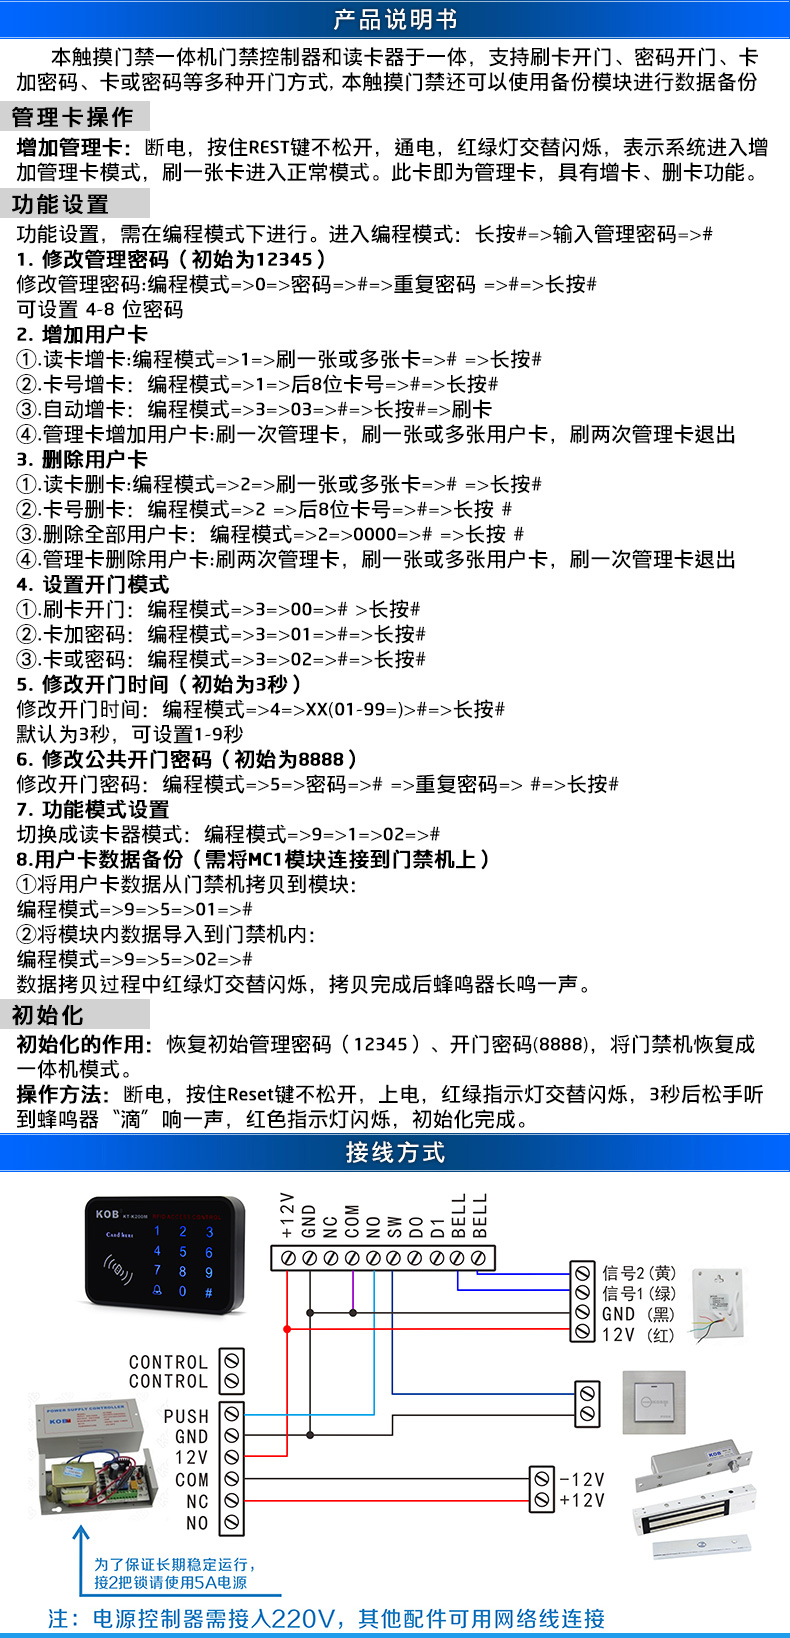 产品说明书
本触摸门禁一体机门禁控制器和读卡器于一体，支持刷卡开门、密码开门、卡
加密码、卡或密码等多种开门方式，本触摸门禁还可以使用备份模块进行数据备份
管理卡操作
增加管理卡：断电，按住REST键不松开，通电，红绿灯交替闪烁，表示系统进入增
加管理卡模式，刷一张卡进入正常模式。此卡即为管理卡，具有增卡、删卡功能。
功能设置
功能设置，需在编程模式下进行。进入编程模式：长按#=>输入管理密码=>#
1. 修改管理密码（初始为12345）
修改管理密码:编程模式=>0=>密码=>#=>重复密码 =>#=>长按#
可设置 4-8 位密码
2. 增加用户卡
①.读卡增卡:编程模式=>1=>刷一张或多张卡=># =>长按#
②.卡号增卡：编程模式=>1=>后8位卡号=>#=>长按#
③.自动增卡：编程模式=>3=>03=>#=>长按#=>刷卡
④.管理卡增加用户卡:刷一次管理卡，刷一张或多张用户卡，刷两次管理卡退出
3. 删除用户卡
①.读卡删卡:编程模式=>2=>刷一张或多张卡=># =>长按#
②.卡号删卡：编程模式=>2 =>后8位卡号=>#=>长按 #
③.删除全部用户卡：编程模式=>2=>0000=># =>长按 #
④.管理卡删除用户卡:刷两次管理卡，刷一张或多张用户卡，刷一次管理卡退出
4. 设置开门模式
①.刷卡开门：编程模式=>3=>00=># >长按#
②.卡加密码：编程模式=>3=>01=>#=>长按#
③.卡或密码：编程模式=>3=>02=>#=>长按#
5. 修改开门时间（初始为3秒）
修改开门时间：编程模式=>4=>XX(01-99=)>#=>长按#
默认为3秒，可设置1-9秒
6. 修改公共开门密码（初始为8888）
修改开门密码：编程模式=>5=>密码=># =>重复密码=> #=>长按#
7. 功能模式设置
切换成读卡器模式：编程模式=>9=>1=>02=>#
8.用户卡数据备份（需将MC1模块连接到门禁机上）
①将用户卡数据从门禁机拷贝到模块：
编程模式=>9=>5=>01=>#
②将模块内数据导入到门禁机内：
编程模式=>9=>5=>02=>#
数据拷贝过程中红绿灯交替闪烁，拷贝完成后蜂鸣器长鸣一声。
初始化
初始化的作用：恢复初始管理密码（12345）、开门密码(8888)，将门禁机恢复成
一体机模式。
操作方法：断电，按住Reset键不松开，上电，红绿指示灯交替闪烁，3秒后松手听
到蜂鸣器〝滴〞响一声，红色指示灯闪烁，初始化完成。
接线方式
+12V
GND
NC
COM
NO
SW
D0
D1
BELL
BELL
KOB KT-K200M
Card here
1 2 3
4 5 6
7 8 9
0 #
信号2(黄)
信号1(绿)
GND (黑)
12V (红)
CONTROL
CONTROL
POWER SUPPLY CONTROLLER
KOB
PUSH
GND
12V
COM
NC
NO
-12V
+12V
KOB
为了保证长期稳定运行，
接2把锁请使用5A电源
注：电源控制器需接入220V，其他配件可用网络线连接